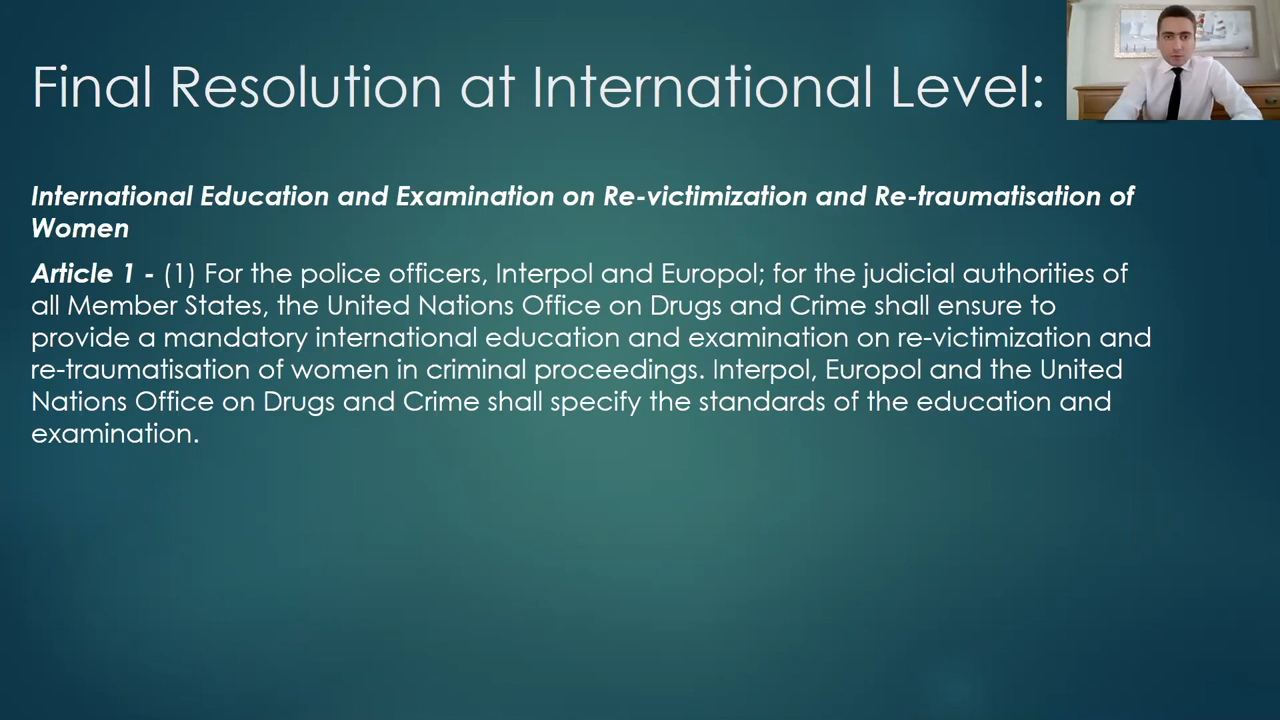 Final Resolution at International Level:
International Education and Examination on Re-victimization and Re-traumatisation of
Women
Article 1 - (1) For the police officers, Interpol and Europol; for the judicial authorities of
all Member States, the United Nations Office on Drugs and Crime shall ensure to
provide a mandatory international education and examination on re-victimization and
re-traumatisation of women in criminal proceedings. Interpol, Europol and the United
Nations Office on Drugs and Crime shall specify the standards of the education and
examination.